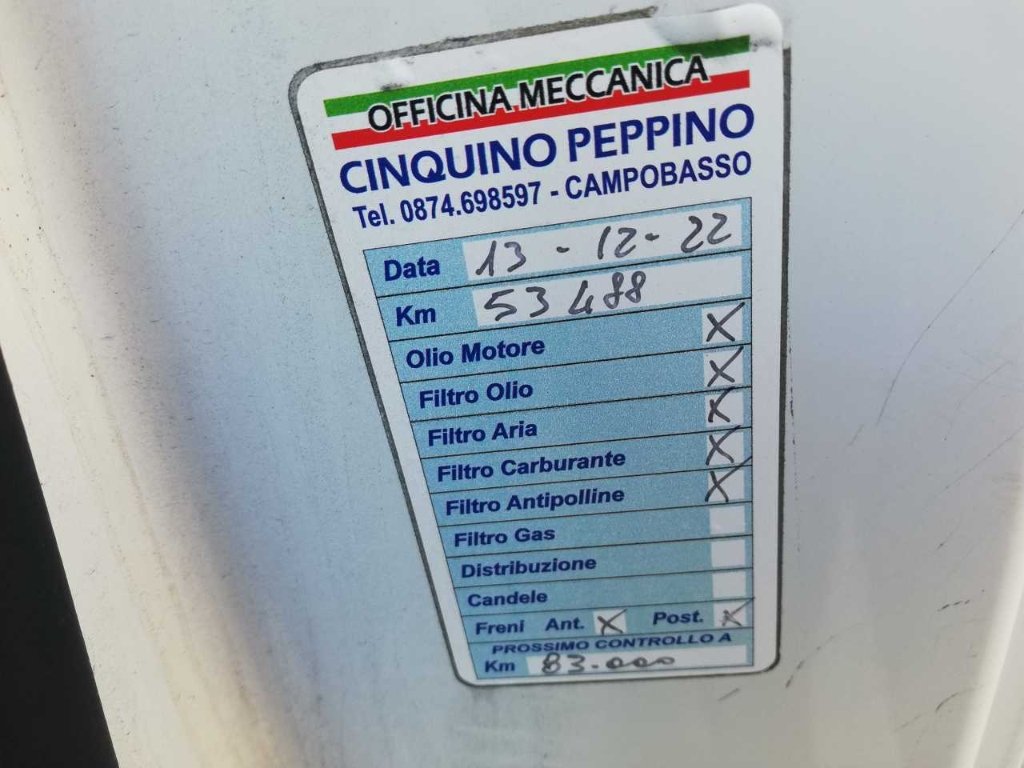 OFFICINA MECCANICA
CINQUINO PEPPINO
Tel. 0874.698597 - CAMPOBASSO
Data 13 - 12 - 22
Km 53488
Olio Motore X
Filtro Olio X
Filtro Aria X
Filtro Carburante X
Filtro Antipolline X
Filtro Gas
Distribuzione
Candele
Freni Ant. X Post. X
PROSSIMO CONTROLLO A
Km 83.000